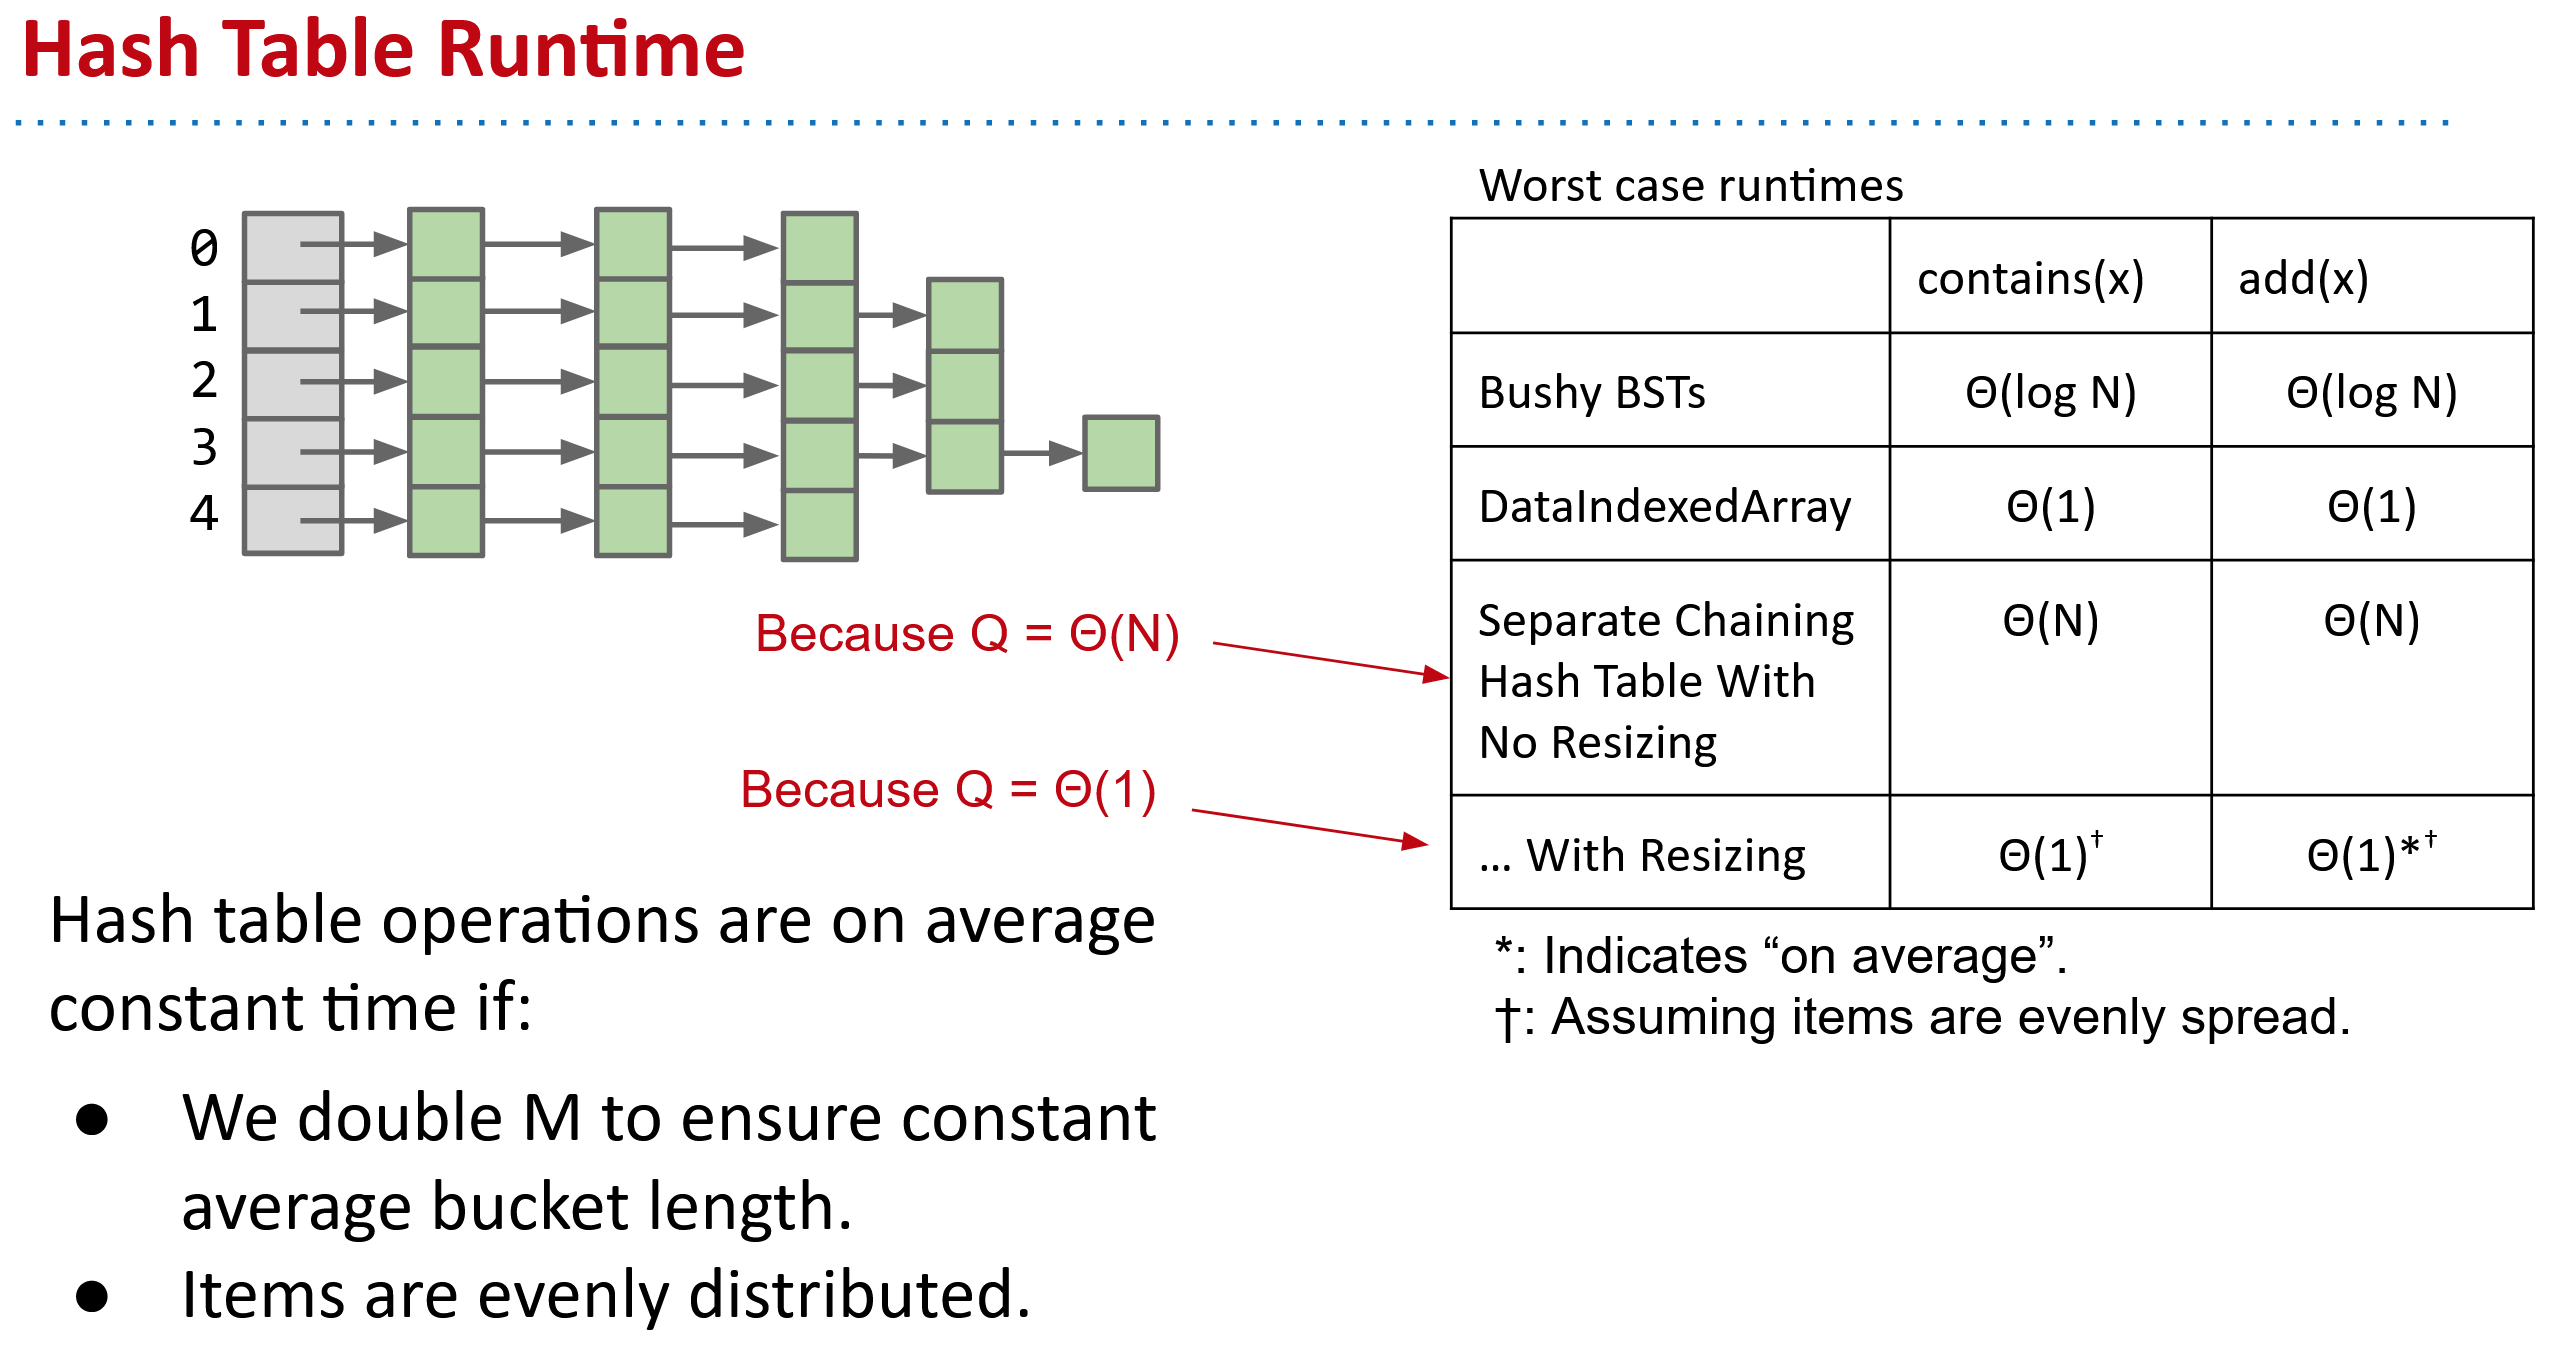 Hash Table Runtime
0
1
2
3
4
Because Q = Θ(N)
Because Q = Θ(1)
Hash table operations are on average
constant time if:
● We double M to ensure constant
average bucket length.
● Items are evenly distributed.
Worst case runtimes
contains(x) add(x)
Bushy BSTs Θ(log N) Θ(log N)
DataIndexedArray Θ(1) Θ(1)
Separate Chaining Θ(N) Θ(N)
Hash Table With
No Resizing
... With Resizing Θ(1)† Θ(1)*†
*: Indicates “on average”.
†: Assuming items are evenly spread.